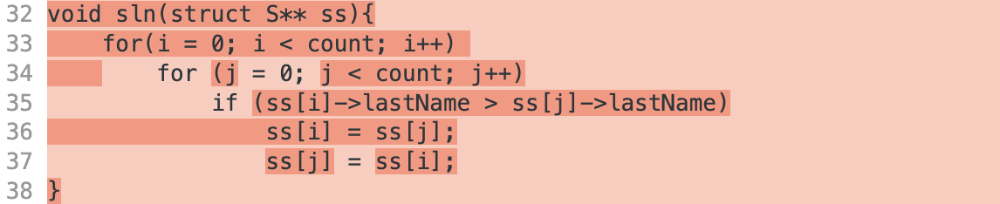 32 void sln(struct S** ss){
33     for(i = 0; i < count; i++)
34         for (j = 0; j < count; j++)
35             if (ss[i]->lastName > ss[j]->lastName)
36                 ss[i] = ss[j];
37                 ss[j] = ss[i];
38 }